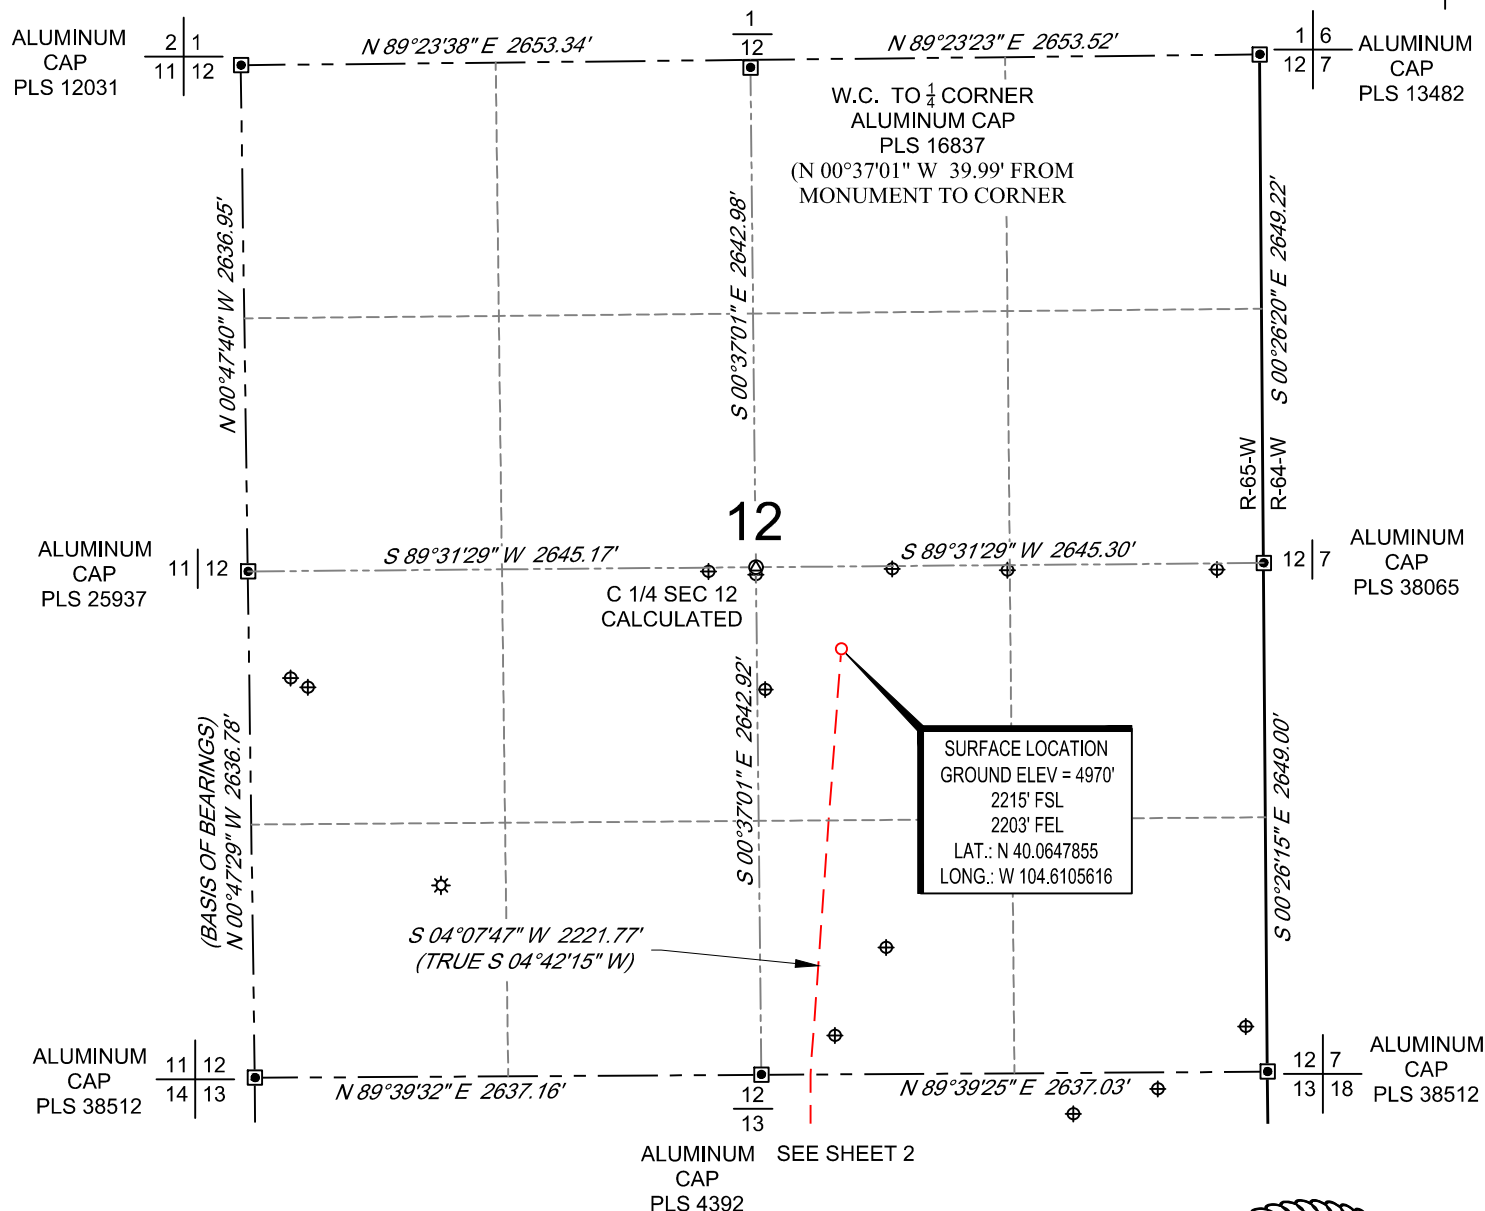 ALUMINUM
CAP
PLS 12031
2 1
11 12
N 89°23'38" E 2653.34'
1
12
N 89°23'23" E 2653.52'
1 6
12 7
ALUMINUM
CAP
PLS 13482
W.C. TO 1/4 CORNER
ALUMINUM CAP
PLS 16837
(N 00°37'01" W 39.99' FROM
MONUMENT TO CORNER
N 00°47'40" W 2636.95'
S 00°37'01" E 2642.98'
S 00°26'20" E 2649.22'
R-65-W
R-64-W
12
ALUMINUM
CAP
PLS 25937
11 12
S 89°31'29" W 2645.17'
S 89°31'29" W 2645.30'
12 7
ALUMINUM
CAP
PLS 38065
C 1/4 SEC 12
CALCULATED
(BASIS OF BEARINGS)
N 00°47'29" W 2636.78'
S 00°37'01" E 2642.92'
S 00°26'15" E 2649.00'
SURFACE LOCATION
GROUND ELEV = 4970'
2215' FSL
2203' FEL
LAT.: N 40.0647855
LONG.: W 104.6105616
S 04°07'47" W 2221.77'
(TRUE S 04°42'15" W)
ALUMINUM
CAP
PLS 38512
11 12
14 13
N 89°39'32" E 2637.16'
12
13
N 89°39'25" E 2637.03'
12 7
13 18
ALUMINUM
CAP
PLS 38512
ALUMINUM
CAP
PLS 4392
SEE SHEET 2